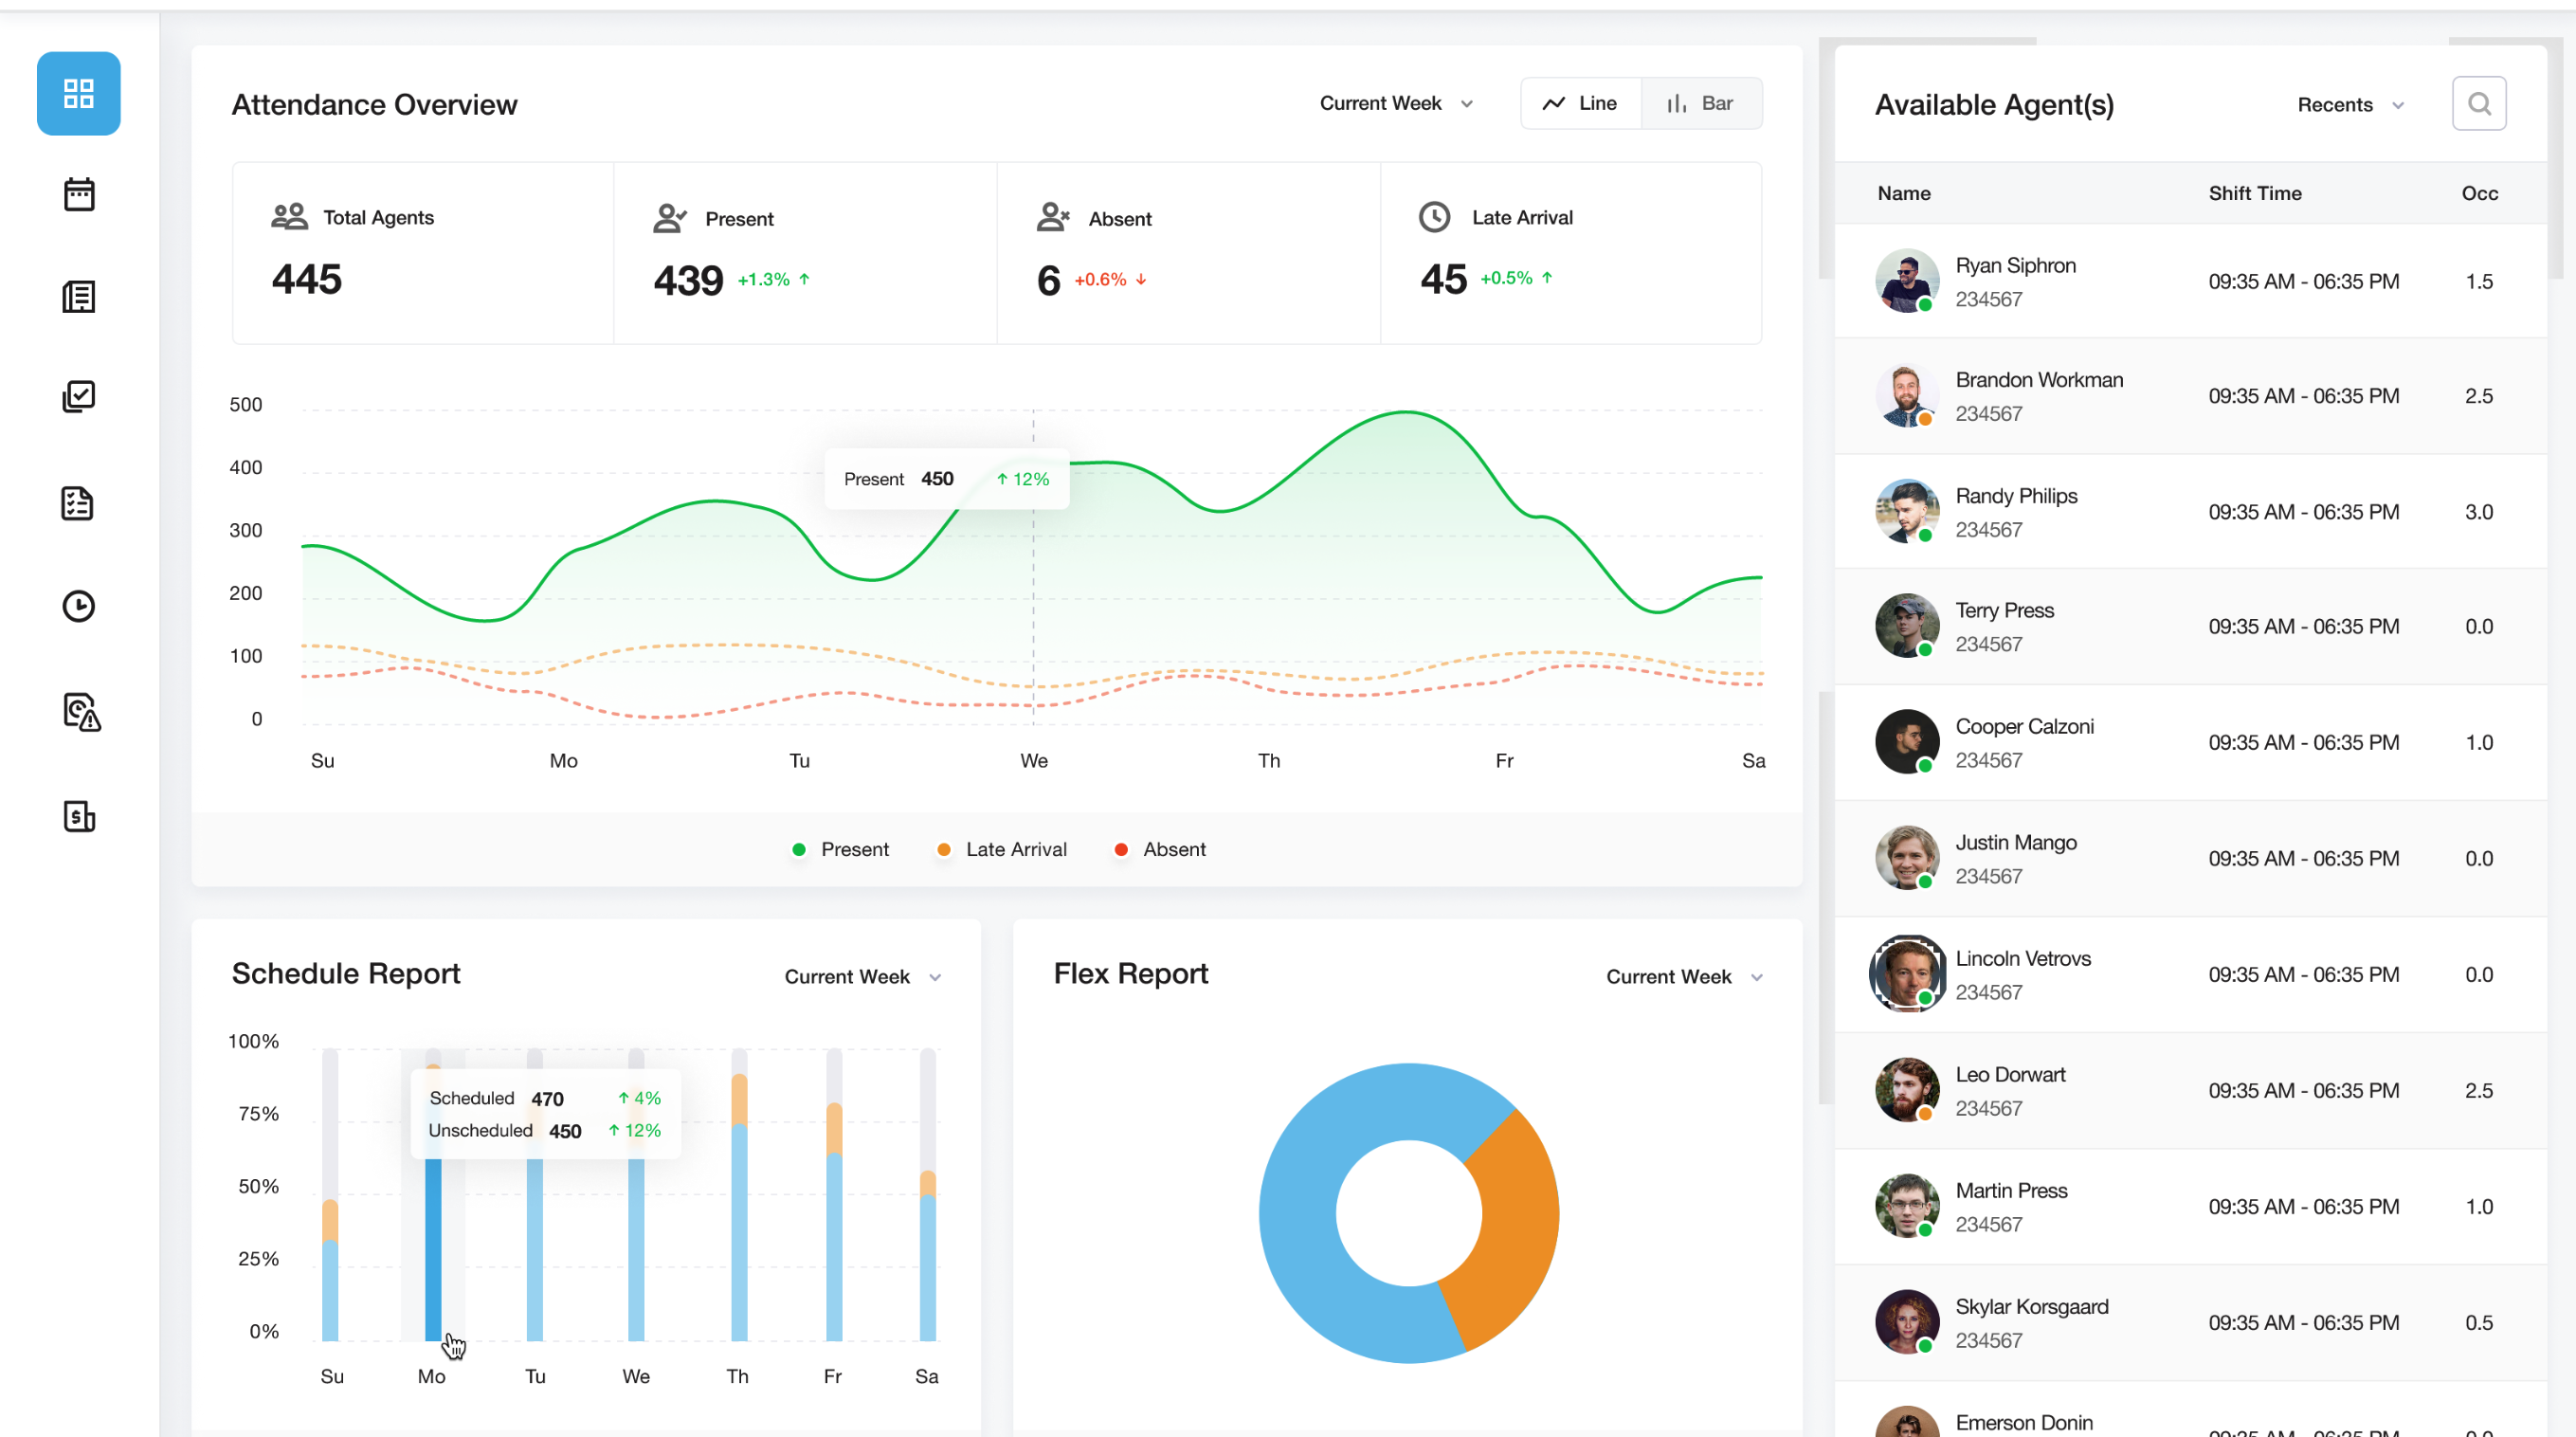 Attendance Overview
Current Week
Line
Bar
Total Agents
445
Present
439 +1.3% ↑
Absent
6 +0.6% ↓
Late Arrival
45 +0.5% ↑
500
400
300
200
100
0
Present 450 ↑ 12%
Su Mo Tu We Th Fr Sa
Present Late Arrival Absent
Schedule Report
Current Week
100%
75%
50%
25%
0%
Scheduled 470 ↑ 4%
Unscheduled 450 ↑ 12%
Su Mo Tu We Th Fr Sa
Flex Report
Current Week
Available Agent(s)
Recents
Name Shift Time Occ
Ryan Siphron
234567
09:35 AM - 06:35 PM 1.5
Brandon Workman
234567
09:35 AM - 06:35 PM 2.5
Randy Philips
234567
09:35 AM - 06:35 PM 3.0
Terry Press
234567
09:35 AM - 06:35 PM 0.0
Cooper Calzoni
234567
09:35 AM - 06:35 PM 1.0
Justin Mango
234567
09:35 AM - 06:35 PM 0.0
Lincoln Vetrovs
234567
09:35 AM - 06:35 PM 0.0
Leo Dorwart
234567
09:35 AM - 06:35 PM 2.5
Martin Press
234567
09:35 AM - 06:35 PM 1.0
Skylar Korsgaard
234567
09:35 AM - 06:35 PM 0.5
Emerson Donin